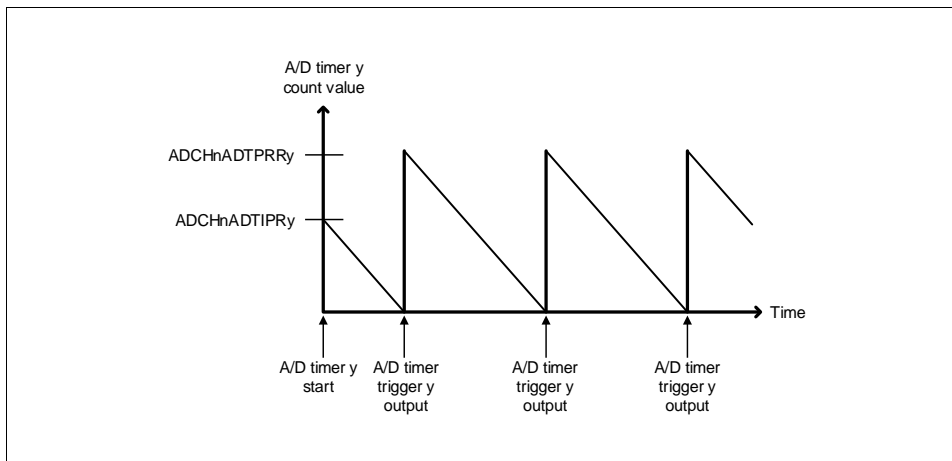 A/D timer y
count value
ADCHnADTPRRy
ADCHnADTIPRy
Time
A/D timer y
start
A/D timer
trigger y
output
A/D timer
trigger y
output
A/D timer
trigger y
output